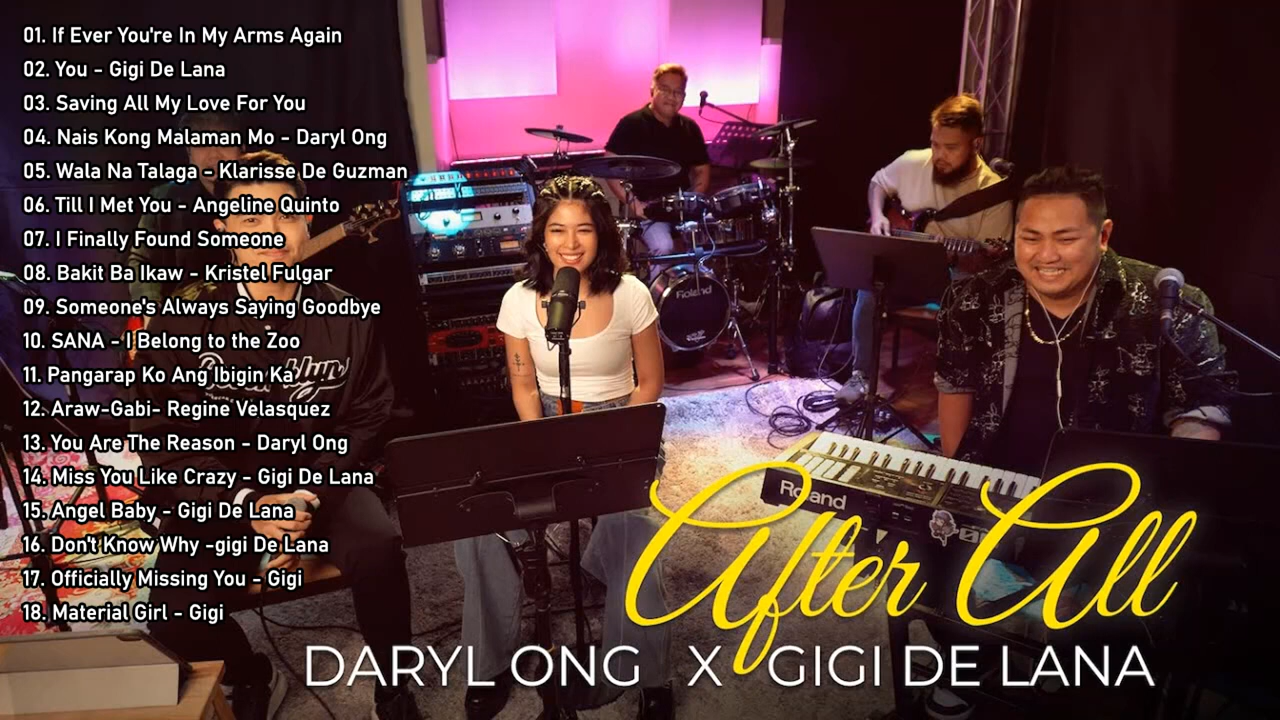 01. If Ever You're In My Arms Again
02. You - Gigi De Lana
03. Saving All My Love For You
04. Nais Kong Malaman Mo - Daryl Ong
05. Wala Na Talaga - Klarisse De Guzman
06. Till I Met You - Angeline Quinto
07. I Finally Found Someone
08. Bakit Ba Ikaw - Kristel Fulgar
09. Someone's Always Saying Goodbye
10. SANA - I Belong to the Zoo
11. Pangarap Ko Ang Ibigin Ka
12. Araw-Gabi- Regine Velasquez
13. You Are The Reason - Daryl Ong
14. Miss You Like Crazy - Gigi De Lana
15. Angel Baby - Gigi De Lana
16. Don't Know Why -gigi De Lana
17. Officially Missing You - Gigi
18. Material Girl - Gigi
Roland
Roland
After All
DARYL ONG X GIGI DE LANA